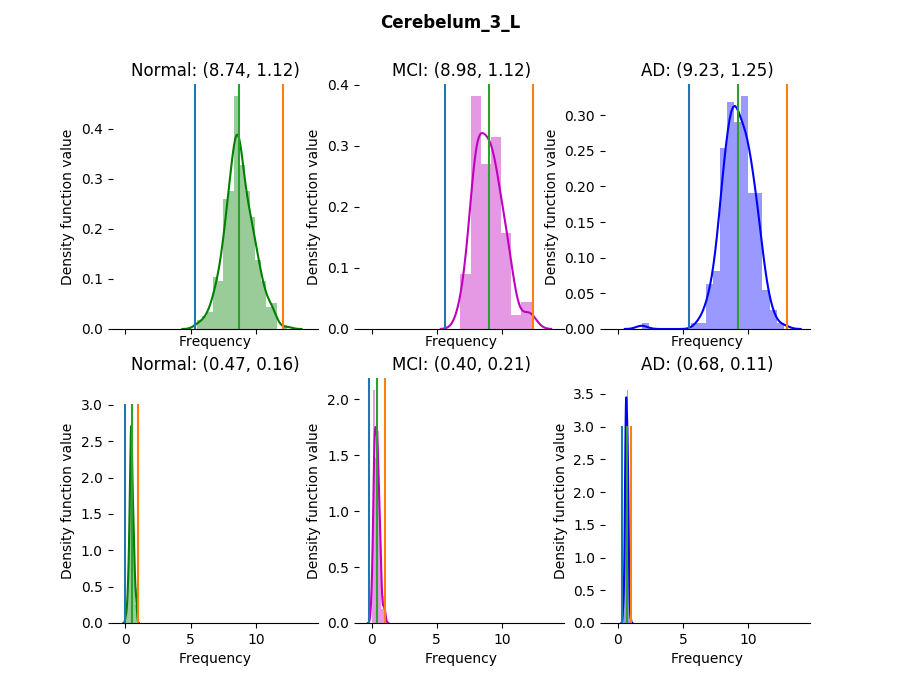 Cerebelum_3_L
Normal: (8.74, 1.12)
MCI: (8.98, 1.12)
AD: (9.23, 1.25)
Density function value
0.4
0.3
0.2
0.1
0.0
Frequency
Density function value
0.4
0.3
0.2
0.1
0.0
Frequency
Density function value
0.30
0.25
0.20
0.15
0.10
0.05
0.00
Frequency
Normal: (0.47, 0.16)
MCI: (0.40, 0.21)
AD: (0.68, 0.11)
Density function value
3.0
2.5
2.0
1.5
1.0
0.5
0.0
0 5 10
Frequency
Density function value
2.0
1.5
1.0
0.5
0.0
0 5 10
Frequency
Density function value
3.5
3.0
2.5
2.0
1.5
1.0
0.5
0.0
0 5 10
Frequency